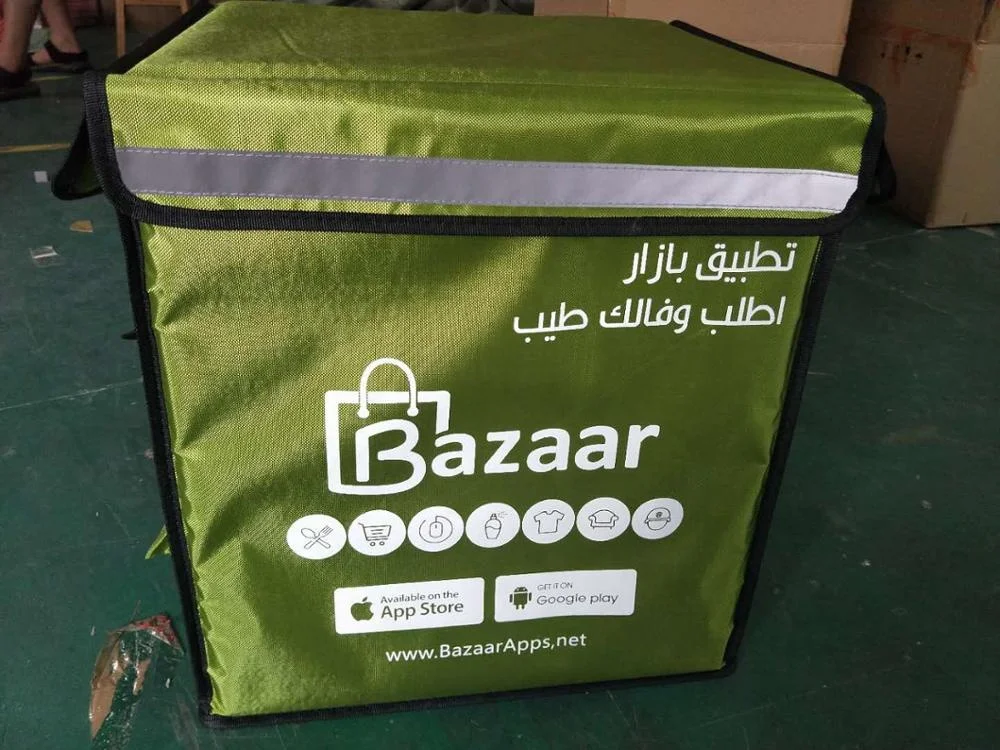 تطبيق بازار
اطلب وفالك طيب
Bazaar
Available on the
App Store
GET IT ON
Google play
www.BazaarApps,net